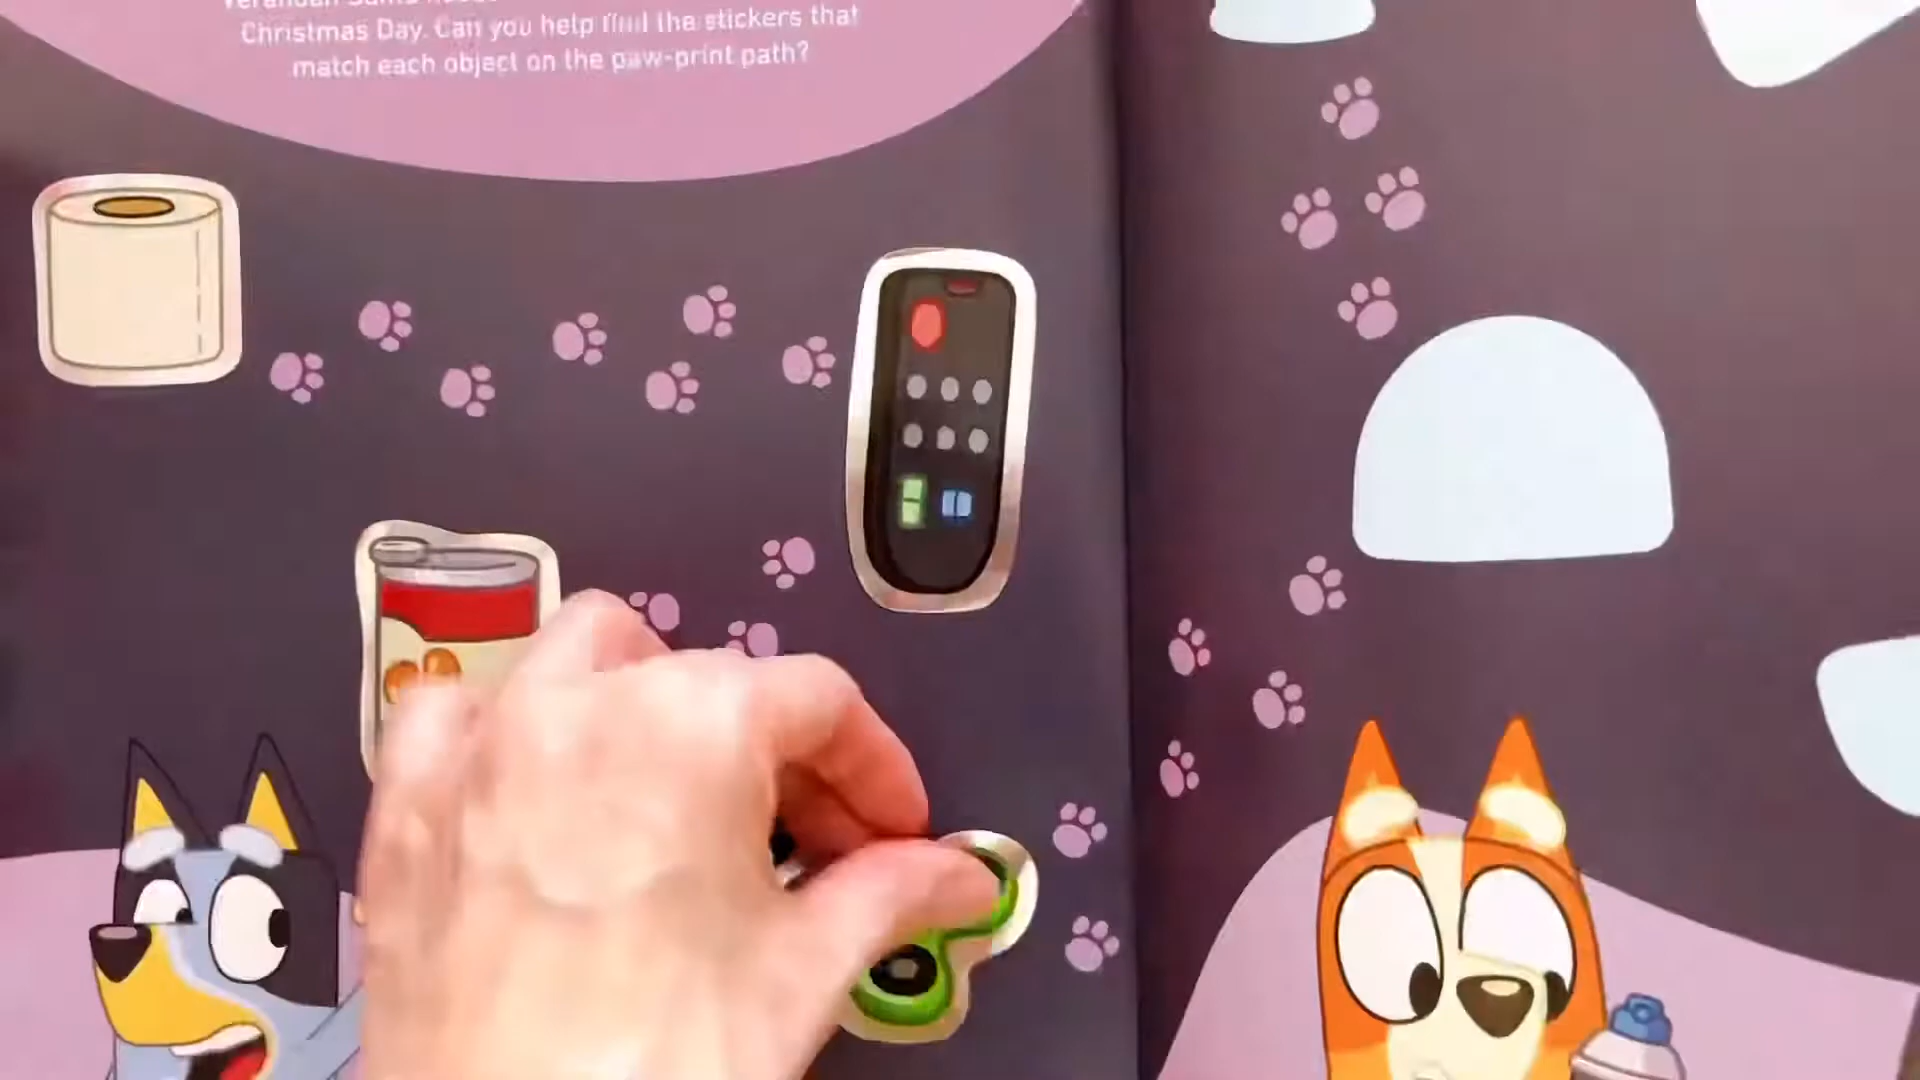 Christmas Day. Can you help find the stickers that
match each object on the paw-print path?